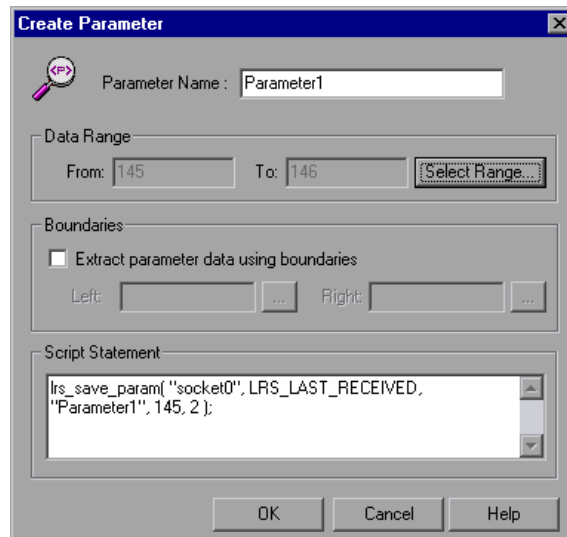 Create Parameter
<P>
Parameter Name : Parameter1
Data Range
From: 145 To: 146 Select Range...
Boundaries
Extract parameter data using boundaries
Left: ... Right: ...
Script Statement
lrs_save_param( "socket0", LRS_LAST_RECEIVED,
"Parameter1", 145, 2 );
OK Cancel Help